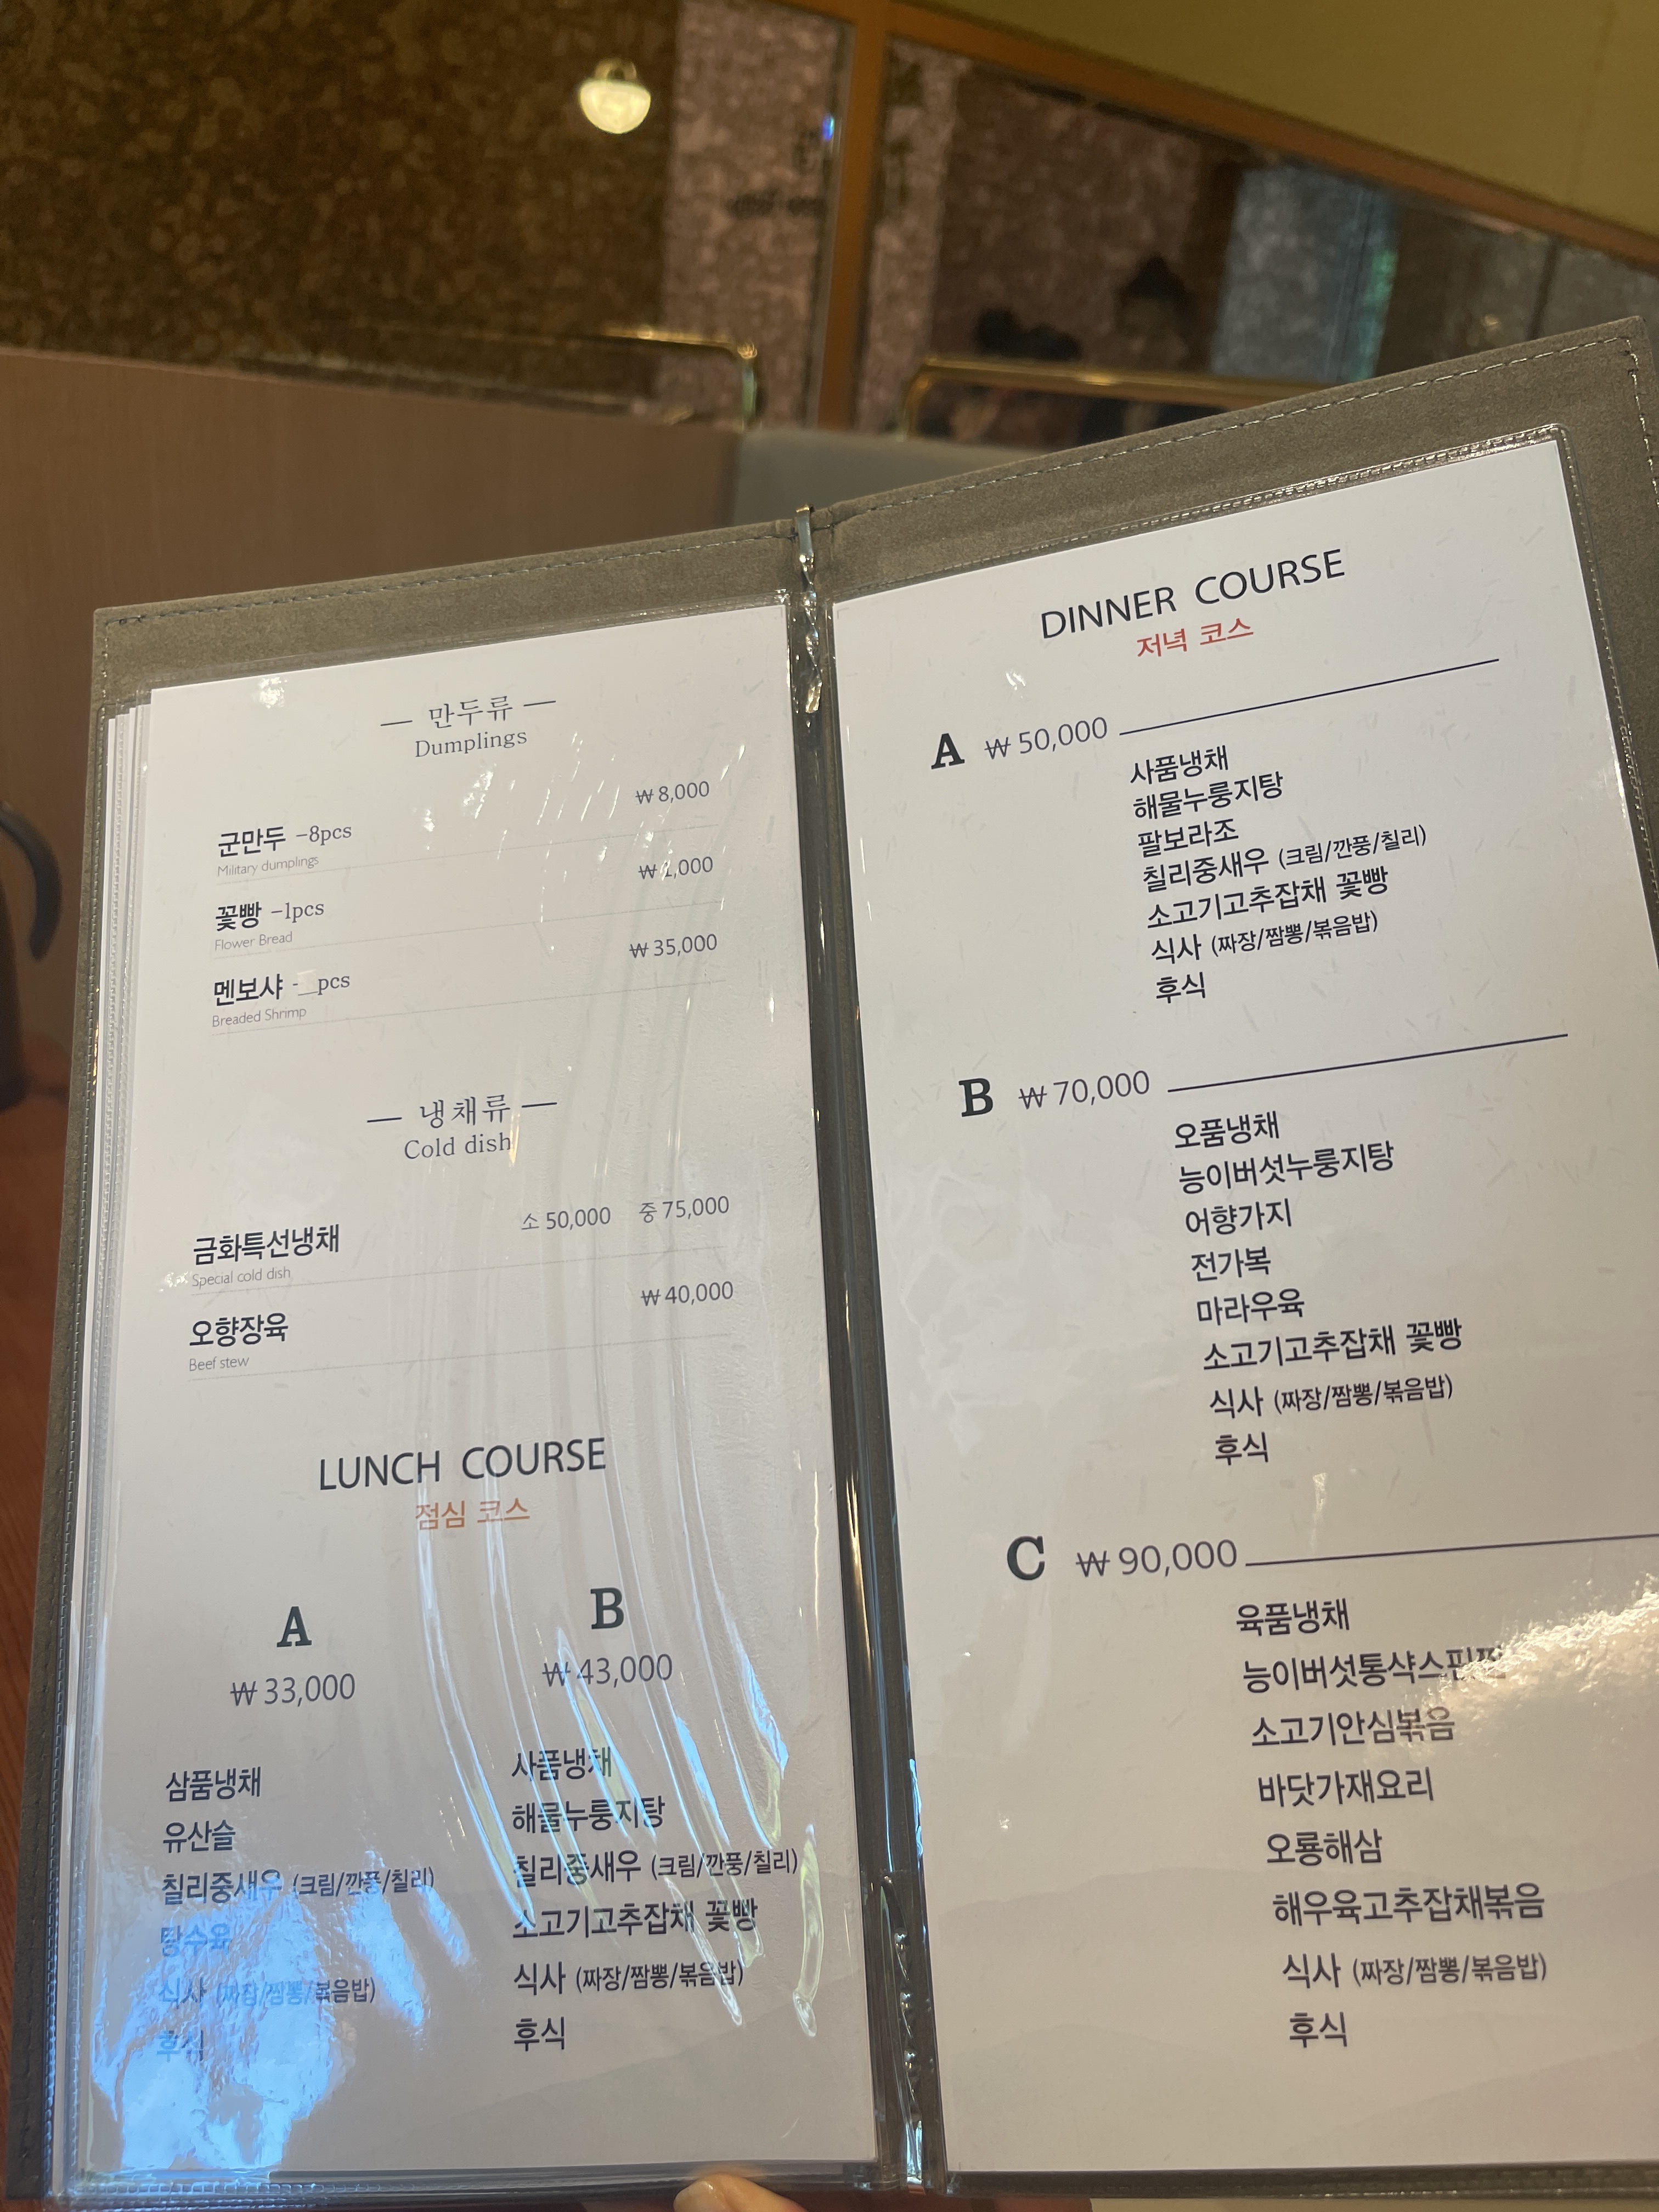 — 만두류 —
Dumplings
₩ 8,000
군만두 -8pcs
Military dumplings
,000
꽃빵 -1pcs
Flower Bread
₩ 35,000
멘보샤 -__pcs
Breaded Shrimp
— 냉채류 —
Cold dish
소 50,000 중 75,000
금화특선냉채
Special cold dish
₩ 40,000
오향장육
Beef stew
LUNCH COURSE
점심 코스
A
₩ 33,000
삼품냉채
유산슬
칠리중새우 (크림/깐풍/칠리)
탕수육
식사 (짜장/짬뽕/볶음밥)
후식
B
₩ 43,000
사품냉채
해물누룽지탕
칠리중새우 (크림/깐풍/칠리)
소고기고추잡채 꽃빵
식사 (짜장/짬뽕/볶음밥)
후식
DINNER COURSE
저녁 코스
A ₩ 50,000
사품냉채
해물누룽지탕
팔보라조
칠리중새우 (크림/깐풍/칠리)
소고기고추잡채 꽃빵
식사 (짜장/짬뽕/볶음밥)
후식
B ₩ 70,000
오품냉채
능이버섯누룽지탕
어향가지
전가복
마라우육
소고기고추잡채 꽃빵
식사 (짜장/짬뽕/볶음밥)
후식
C ₩ 90,000
육품냉채
소고기안심볶음
바닷가재요리
오룡해삼
해우육고추잡채볶음
식사 (짜장/짬뽕/볶음밥)
후식